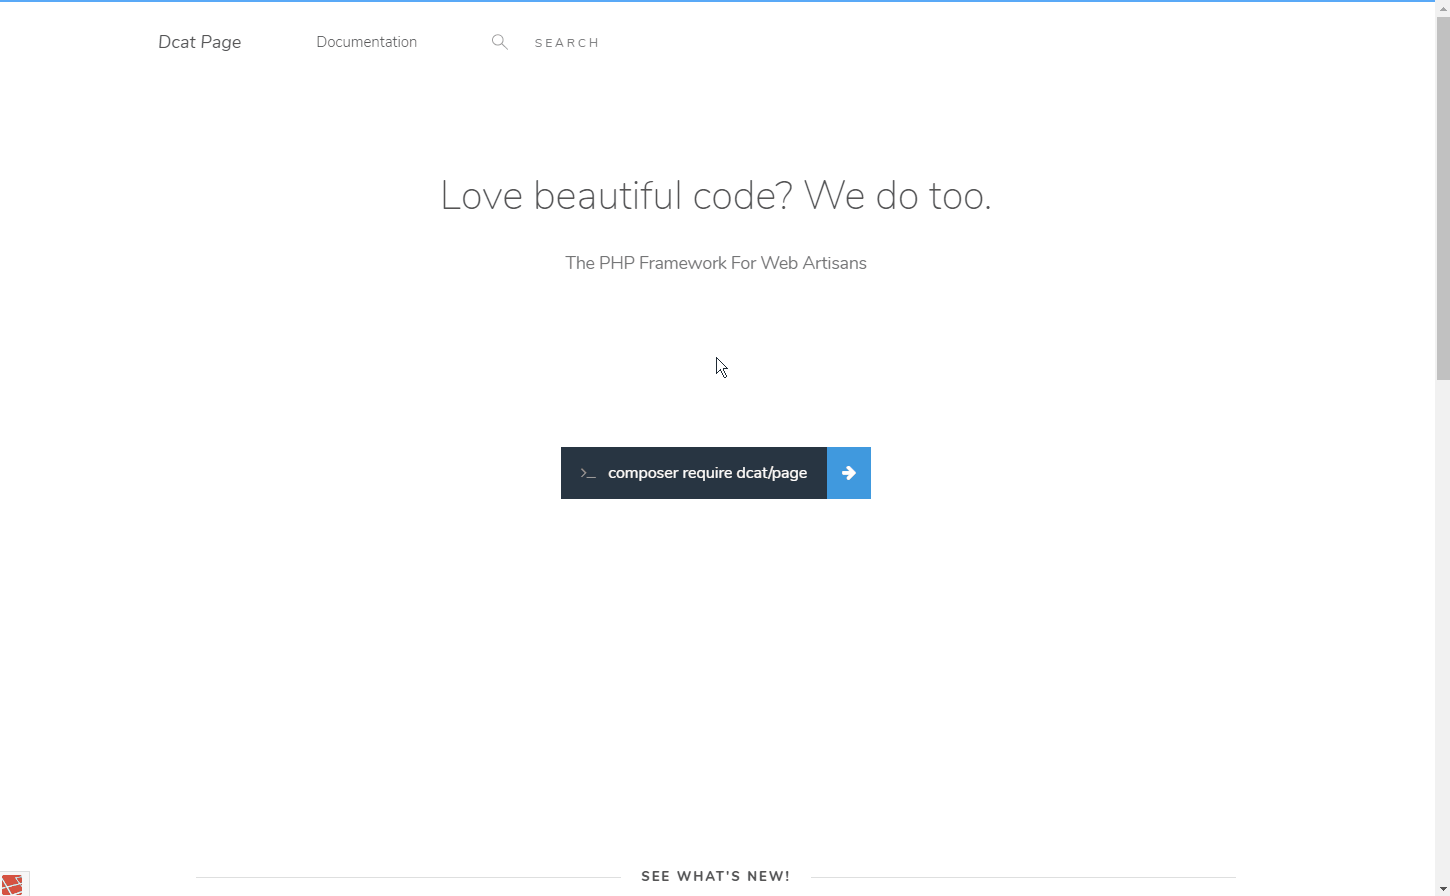 Dcat Page
Documentation
SEARCH
Love beautiful code? We do too.
The PHP Framework For Web Artisans
>_ composer require dcat/page
SEE WHAT'S NEW!